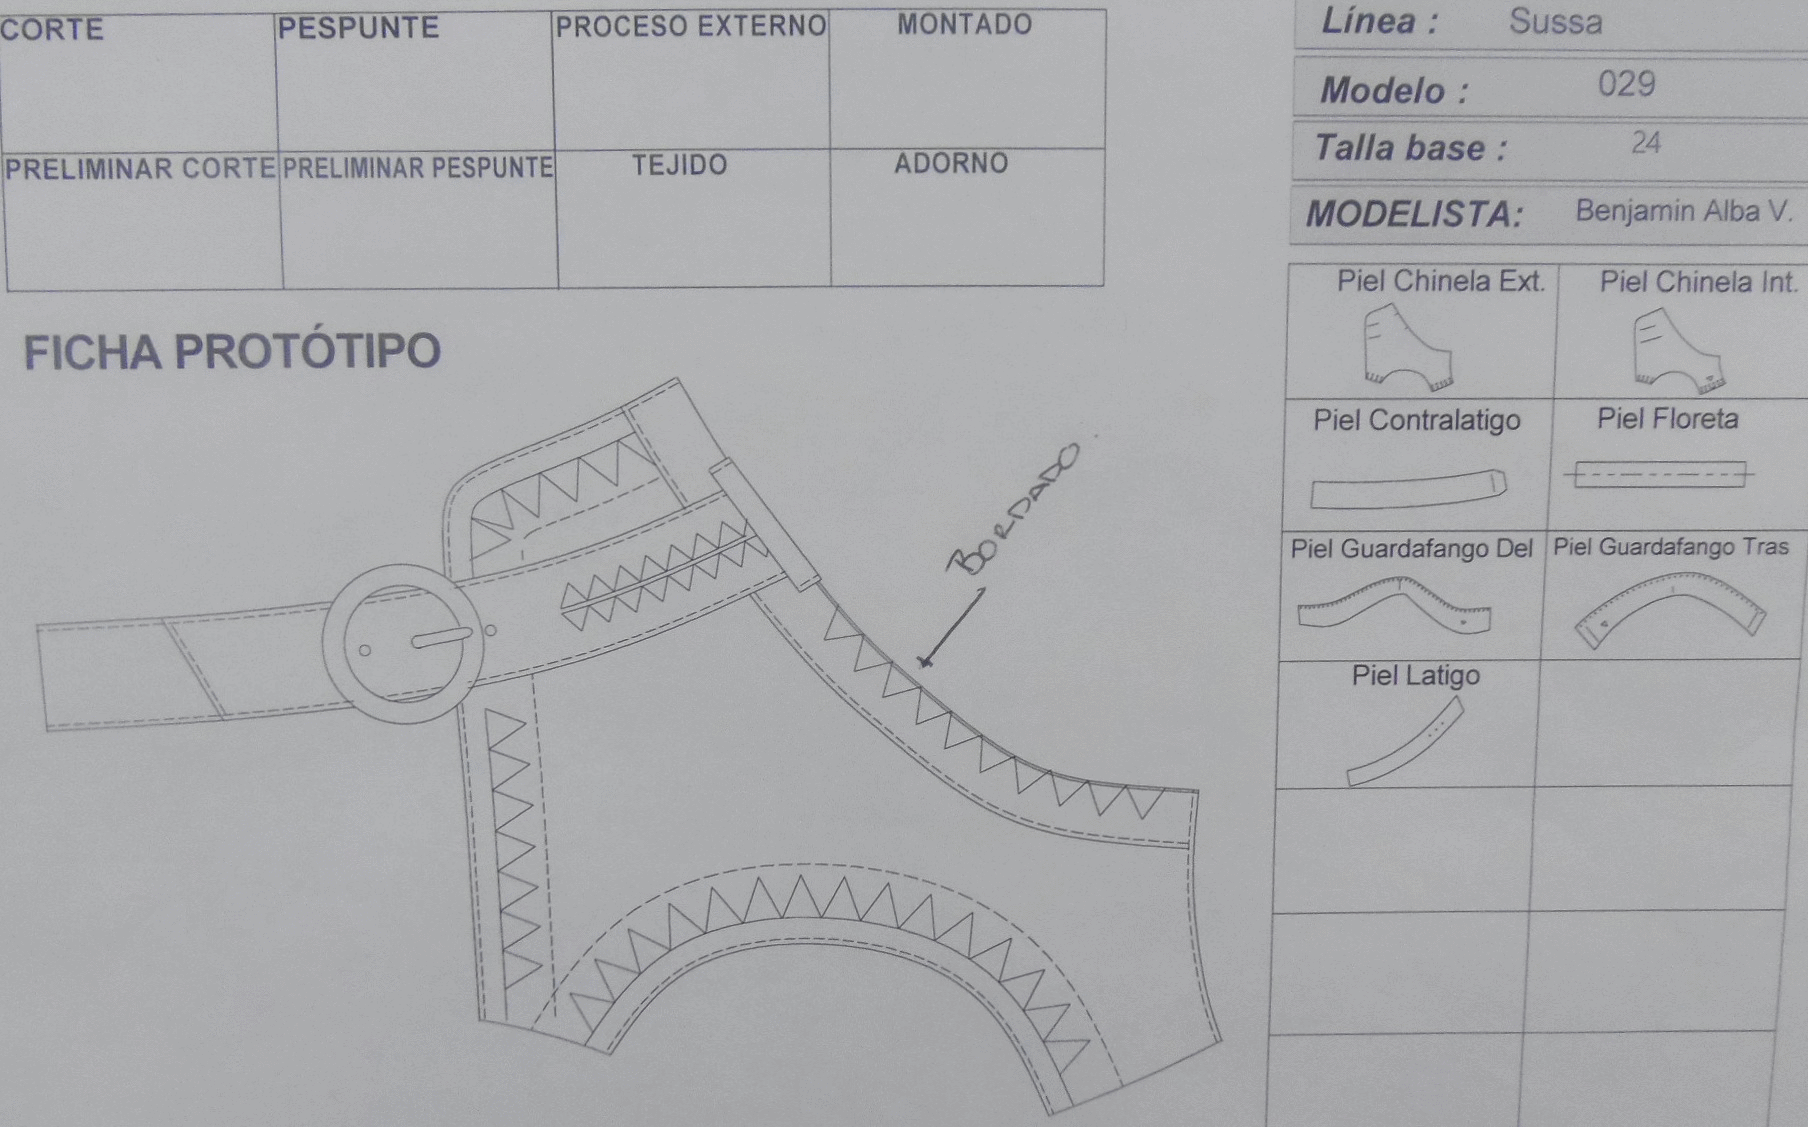 CORTE PESPUNTE PROCESO EXTERNO MONTADO
PRELIMINAR CORTE PRELIMINAR PESPUNTE TEJIDO ADORNO
FICHA PROTÓTIPO
BORDADO
Línea : Sussa
Modelo : 029
Talla base : 24
MODELISTA: Benjamin Alba V.
Piel Chinela Ext. Piel Chinela Int.
Piel Contralatigo Piel Floreta
Piel Guardafango Del Piel Guardafango Tras
Piel Latigo